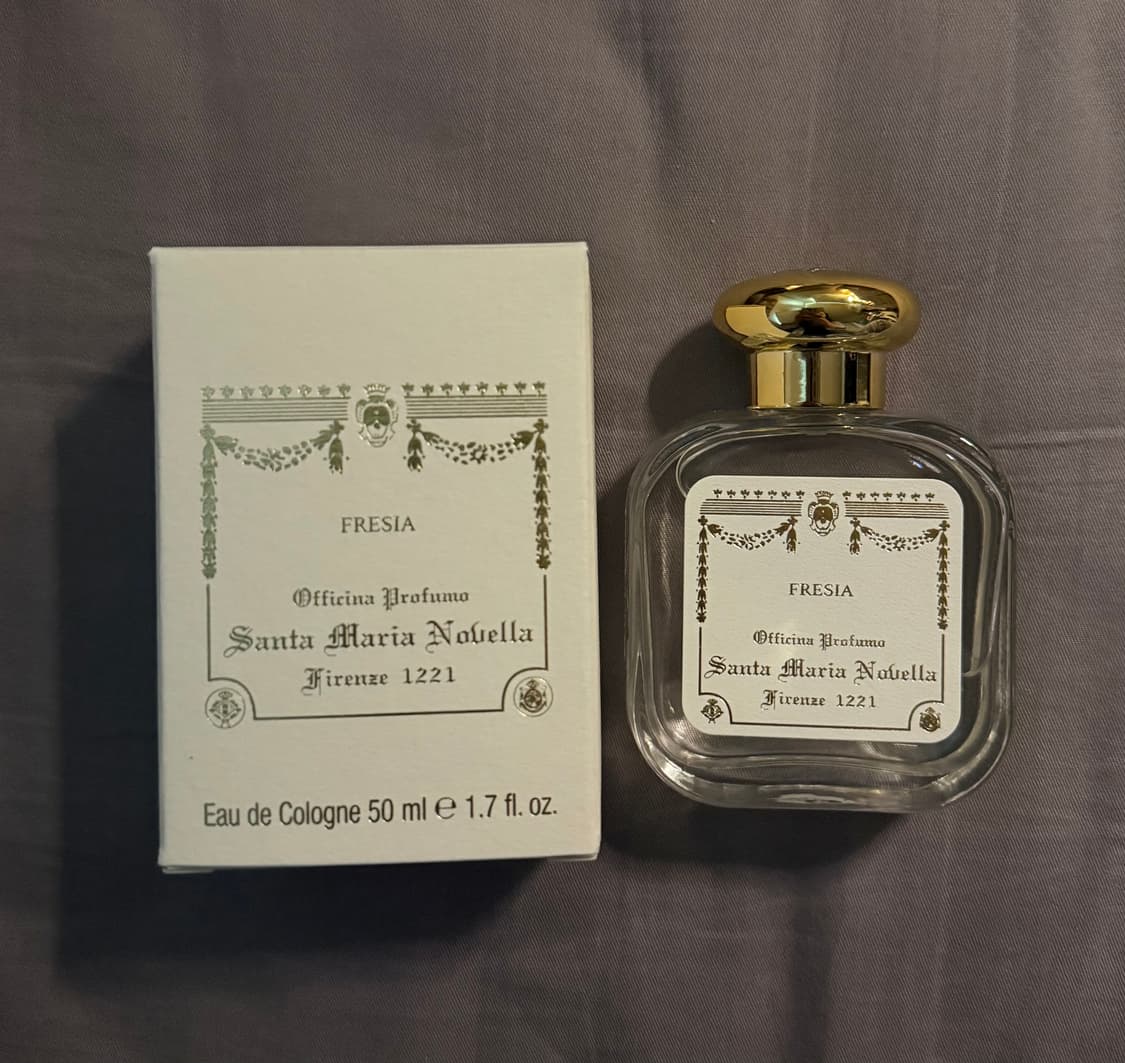 FRESIA
Officina Profumo
Santa Maria Novella
Firenze 1221
Eau de Cologne 50 ml ℮ 1.7 fl. oz.
FRESIA
Officina Profumo
Santa Maria Novella
Firenze 1221